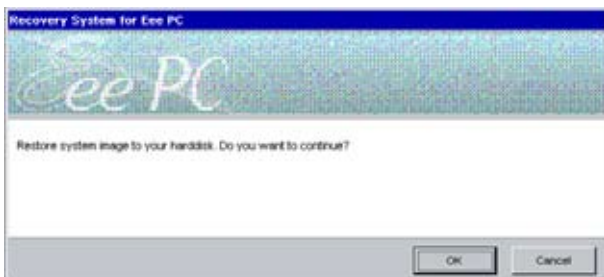 Recovery System for Eee PC
Eee PC
Restore system image to your harddisk. Do you want to continue?
OK
Cancel